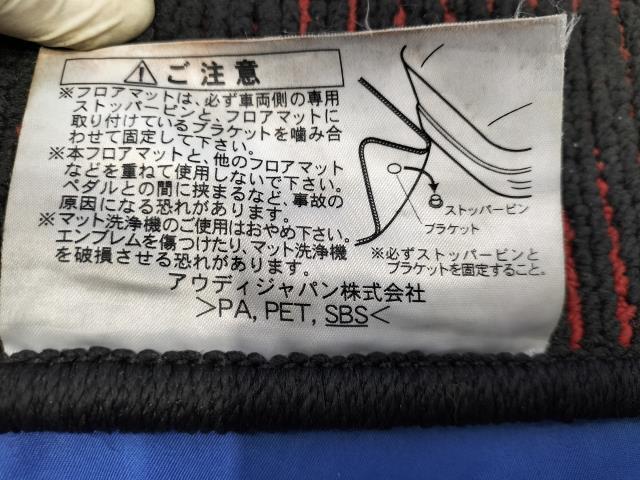 ⚠ ご注意
※フロアマットは、必ず車両側の専用
ストッパーピンと、フロアマットに
取り付けているブラケットを噛み合
わせて固定して下さい。
※本フロアマットと、他のフロアマット
などを重ねて使用しないで下さい。
ペダルとの間に挟まるなど、事故の
原因になる恐れがあります。
※マット洗浄機のご使用はおやめ下さい。
エンブレムを傷つけたり、マット洗浄機
を破損させる恐れがあります。
ストッパーピン
ブラケット
※必ずストッパーピンと
ブラケットを固定すること。
アウディジャパン株式会社
>PA, PET, SBS<